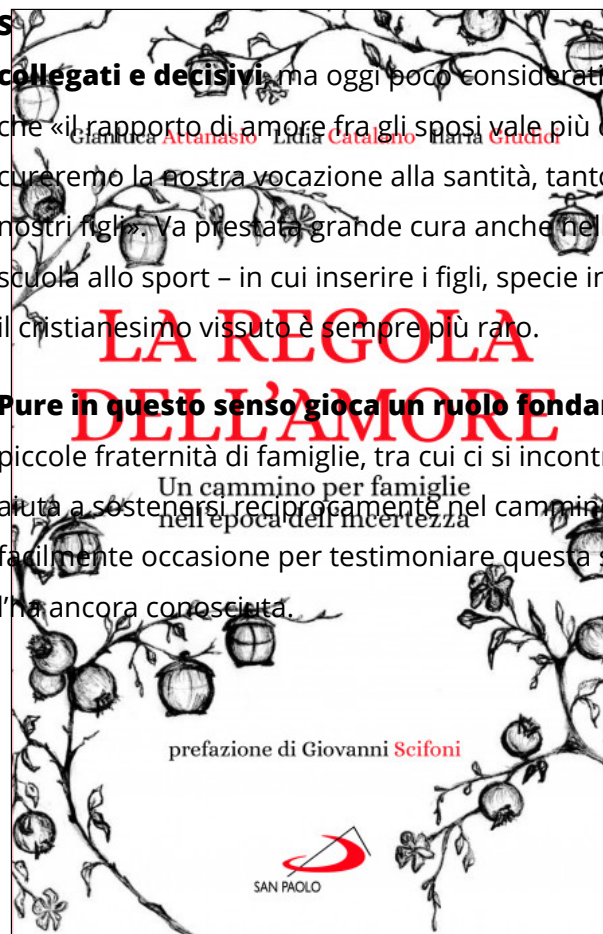 S
collegati e decisivi, ma oggi poco considerati
Gianluca Attanasio Lidia Catalano Ilaria Giudici
che «il rapporto di amore fra gli sposi vale più
cureremo la nostra vocazione alla santità, tanto
nostri figli». Va prestata grande cura anche nell
scuola allo sport – in cui inserire i figli, specie in
il cristianesimo vissuto è sempre più raro.
LA REGOLA
DELL'AMORE
Pure in questo senso gioca un ruolo fondar
piccole fraternità di famiglie, tra cui ci si incontr
Un cammino per famiglie
nell'epoca dell'incertezza
aiuta a sostenersi reciprocamente nel cammin
facilmente occasione per testimoniare questa s
l'ha ancora conosciuta.
prefazione di Giovanni Scifoni
SAN PAOLO